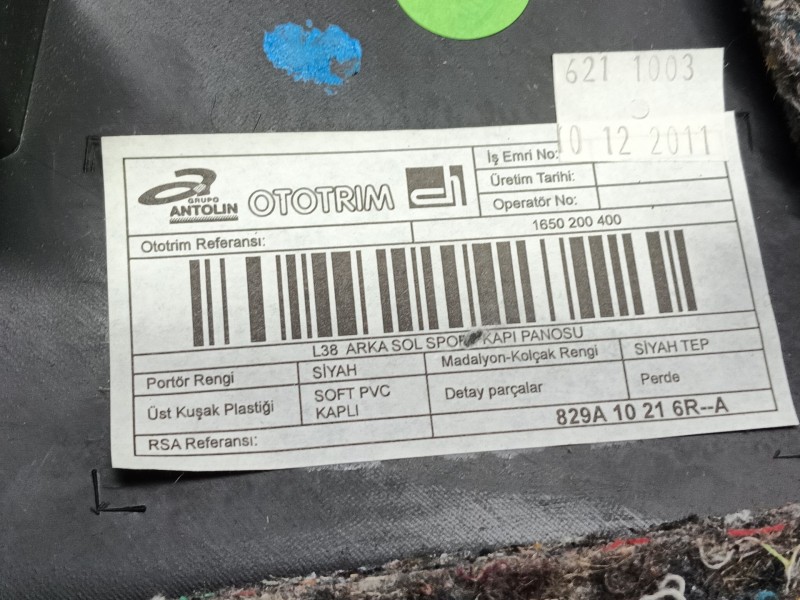 621 1003
10 12 2011
GRUPO
ANTOLIN
OTOTRIM
İş Emri No:
Üretim Tarihi:
Operatör No:
Ototrim Referansı:
1650 200 400
L38 ARKA SOL SPOR KAPI PANOSU
Portör Rengi
SİYAH
Madalyon-Kolçak Rengi
SİYAH TEP
Üst Kuşak Plastiği
SOFT PVC
KAPLI
Detay parçalar
Perde
RSA Referansı:
829A 10 21 6R--A